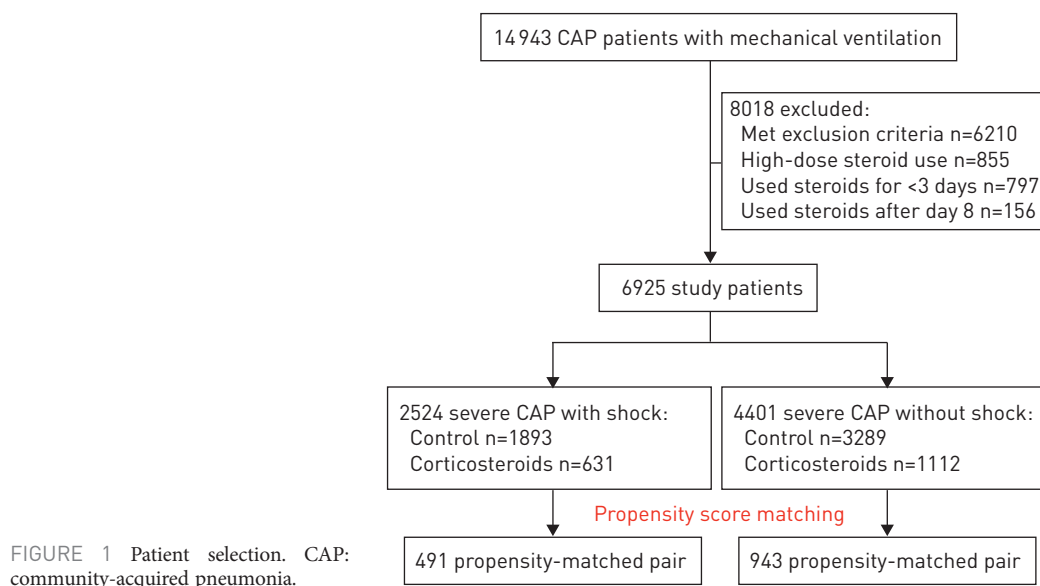 14 943 CAP patients with mechanical ventilation
8018 excluded:
Met exclusion criteria n=6210
High-dose steroid use n=855
Used steroids for <3 days n=797
Used steroids after day 8 n=156
6925 study patients
2524 severe CAP with shock:
Control n=1893
Corticosteroids n=631
4401 severe CAP without shock:
Control n=3289
Corticosteroids n=1112
Propensity score matching
491 propensity-matched pair
943 propensity-matched pair
FIGURE 1 Patient selection. CAP:
community-acquired pneumonia.